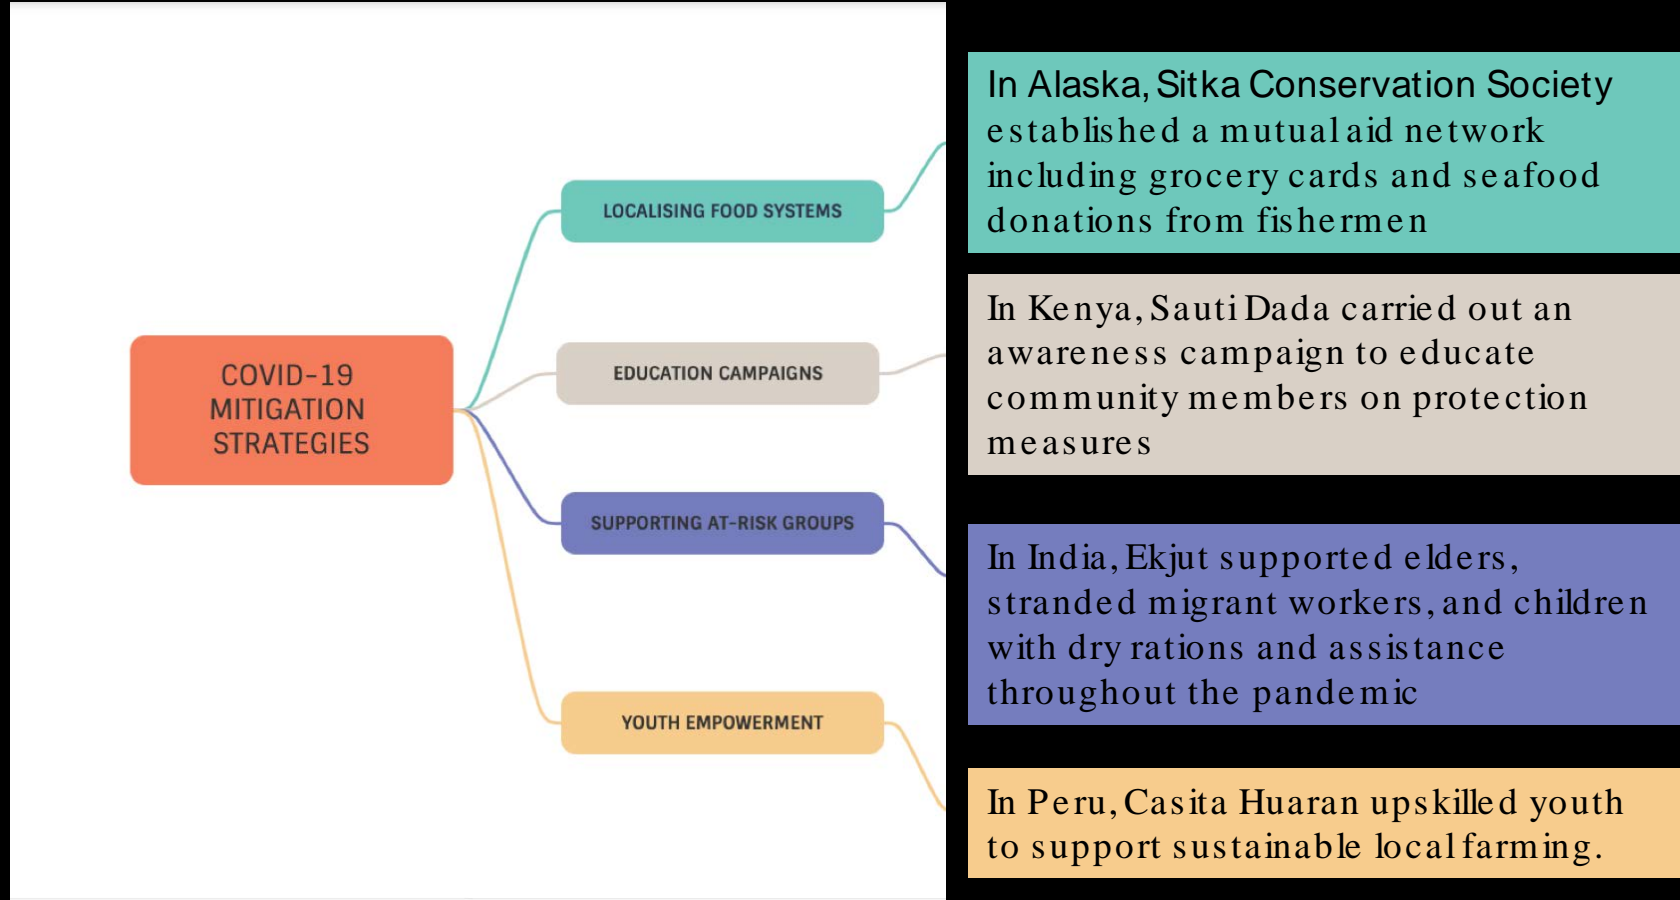 COVID-19
MITIGATION
STRATEGIES
LOCALISING FOOD SYSTEMS
In Alaska, Sitka Conservation Society
established a mutual aid network
including grocery cards and seafood
donations from fishermen
EDUCATION CAMPAIGNS
In Kenya, Sauti Dada carried out an
awareness campaign to educate
community members on protection
measures
SUPPORTING AT-RISK GROUPS
In India, Ekjut supported elders,
stranded migrant workers, and children
with dry rations and assistance
throughout the pandemic
YOUTH EMPOWERMENT
In Peru, Casita Huaran upskilled youth
to support sustainable local farming.